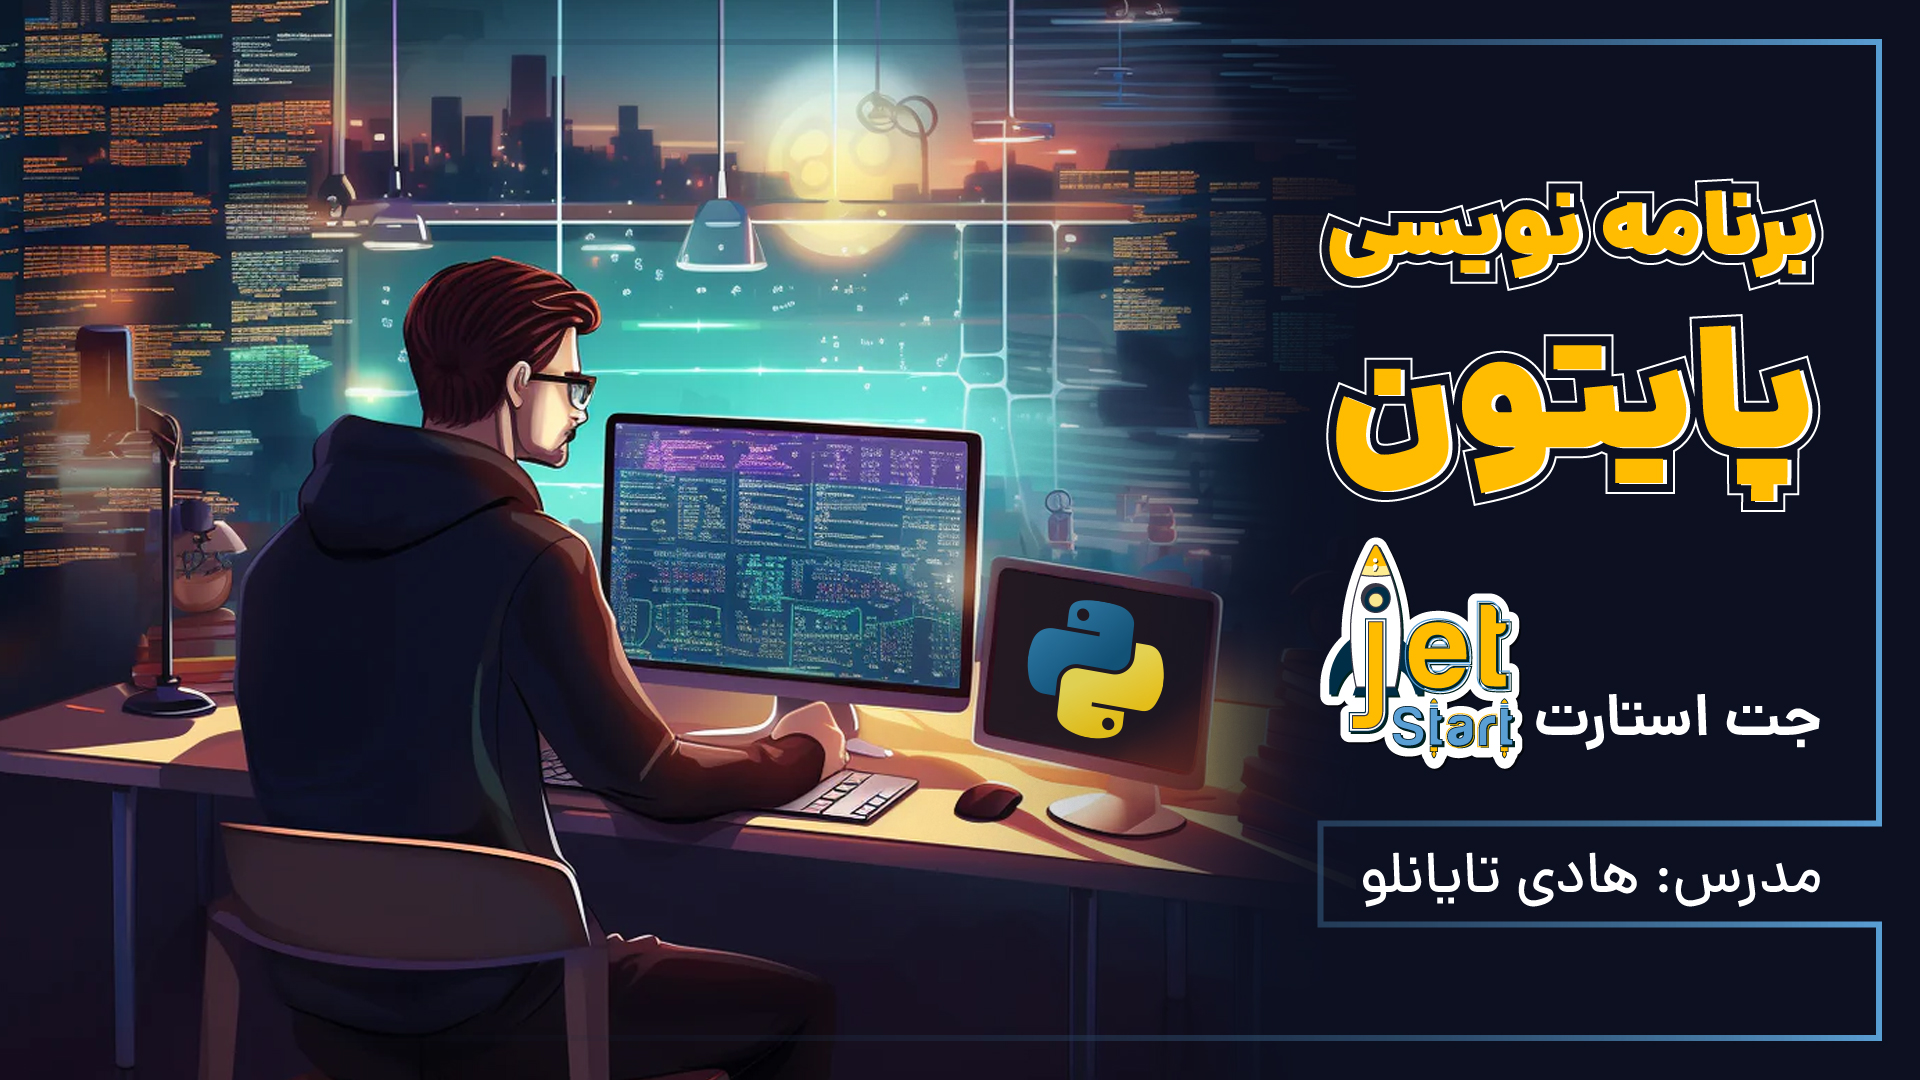 برنامه نویسی
پایتون
jet
Start
جت استارت
مدرس: هادی تایانلو